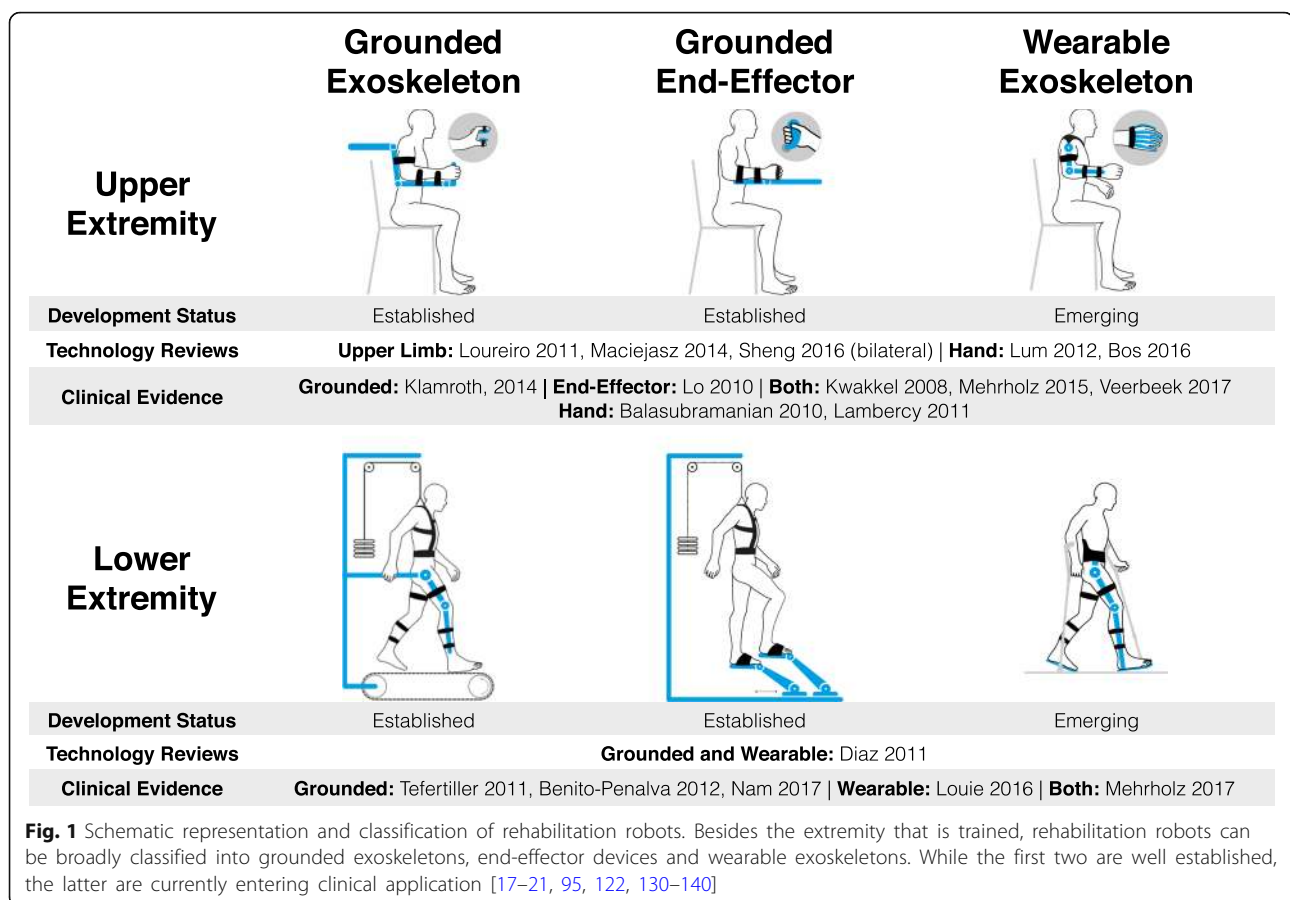 Grounded Exoskeleton
Grounded End-Effector
Wearable Exoskeleton
Upper Extremity
Development Status Established Established Emerging
Technology Reviews Upper Limb: Loureiro 2011, Maciejasz 2014, Sheng 2016 (bilateral) | Hand: Lum 2012, Bos 2016
Clinical Evidence Grounded: Klamroth, 2014 | End-Effector: Lo 2010 | Both: Kwakkel 2008, Mehrholz 2015, Veerbeek 2017
Hand: Balasubramanian 2010, Lambercy 2011
Lower Extremity
Development Status Established Established Emerging
Technology Reviews Grounded and Wearable: Diaz 2011
Clinical Evidence Grounded: Tefertiller 2011, Benito-Penalva 2012, Nam 2017 | Wearable: Louie 2016 | Both: Mehrholz 2017
Fig. 1 Schematic representation and classification of rehabilitation robots. Besides the extremity that is trained, rehabilitation robots can
be broadly classified into grounded exoskeletons, end-effector devices and wearable exoskeletons. While the first two are well established,
the latter are currently entering clinical application [17–21, 95, 122, 130–140]